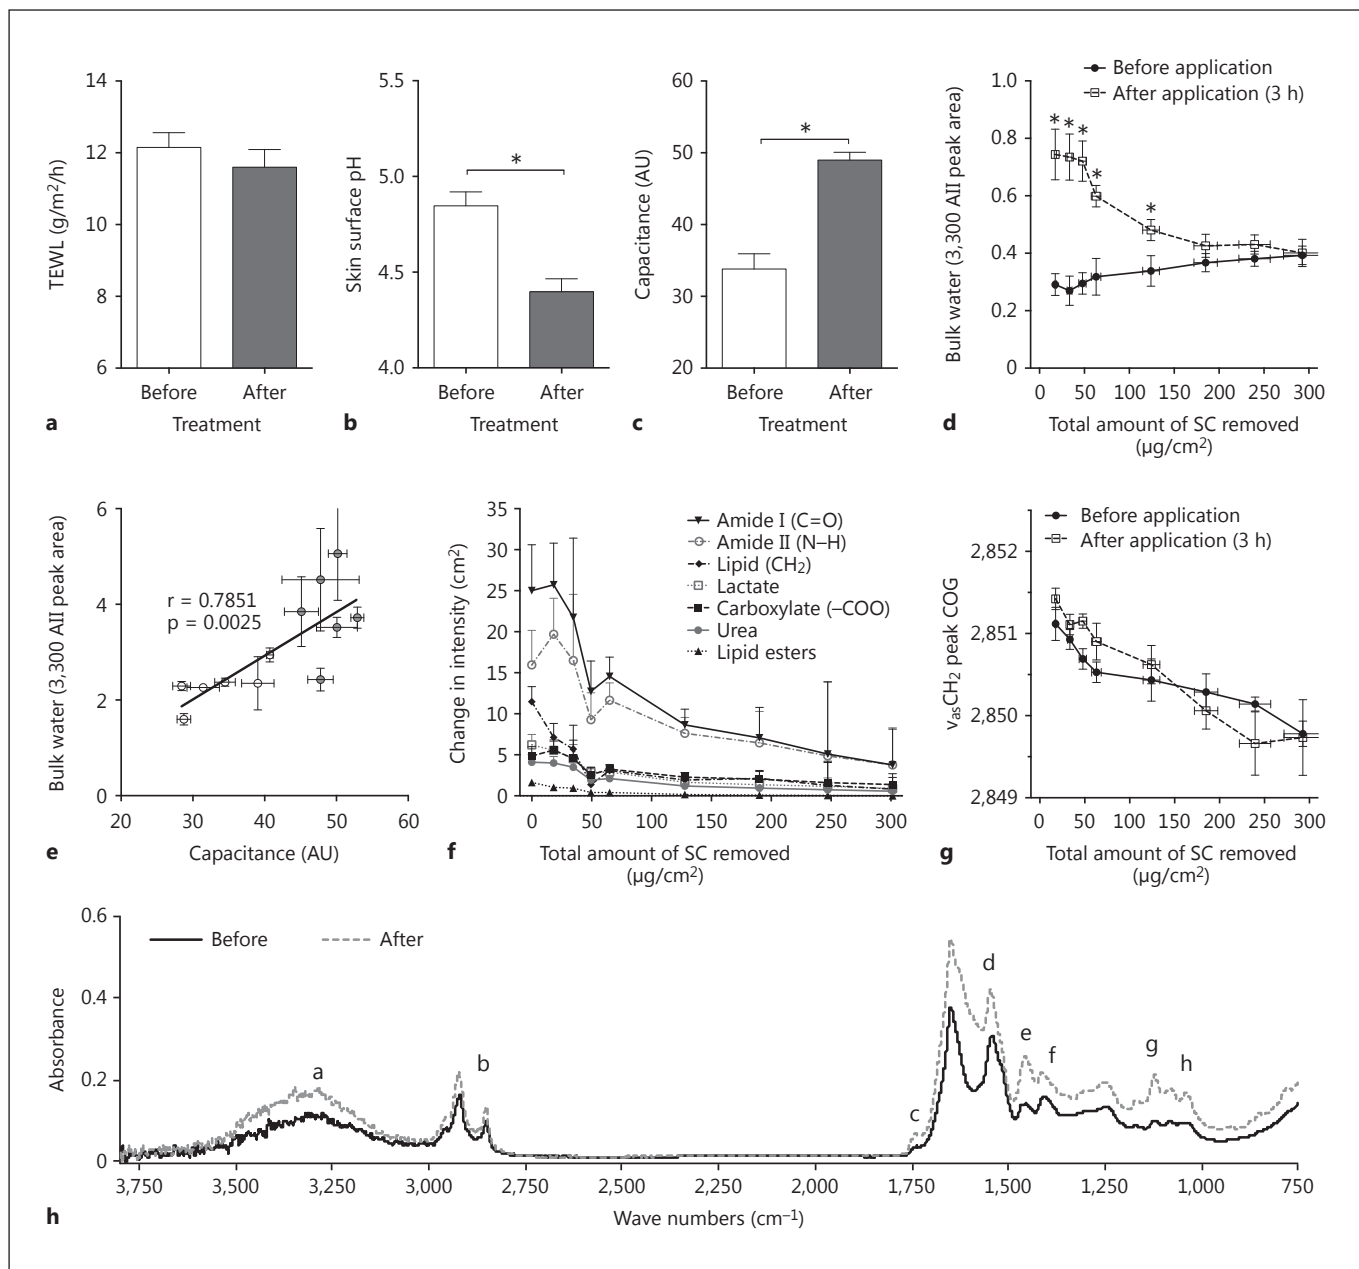 14
12
10
8
6
TEWL (g/m²/h)
Before
After
Treatment
a
5.5
5.0
4.5
4.0
Skin surface pH
*
Before
After
Treatment
b
60
50
40
30
20
Capacitance (AU)
*
Before
After
Treatment
c
Before application
After application (3 h)
1.0
0.8
0.6
0.4
0.2
0
Bulk water (3,300 AII peak area)
* * *
*
*
0 50 100 150 200 250 300
Total amount of SC removed
(µg/cm²)
d
6
4
2
0
Bulk water (3,300 AII peak area)
r = 0.7851
p = 0.0025
20 30 40 50 60
Capacitance (AU)
e
35
30
25
20
15
10
5
0
Change in intensity (cm²)
Amide I (C=O)
Amide II (N–H)
Lipid (CH₂)
Lactate
Carboxylate (–COO)
Urea
Lipid esters
0 50 100 150 200 250 300
Total amount of SC removed
(µg/cm²)
f
Before application
After application (3 h)
2,852
2,851
2,850
2,849
νasCH₂ peak COG
0 50 100 150 200 250 300
Total amount of SC removed
(µg/cm²)
g
0.6
0.4
0.2
0
Absorbance
Before
After
a
b
c
d
e
f
g
h
3,750 3,500 3,250 3,000 2,750 2,500 2,250 2,000 1,750 1,500 1,250 1,000 750
Wave numbers (cm⁻¹)
h